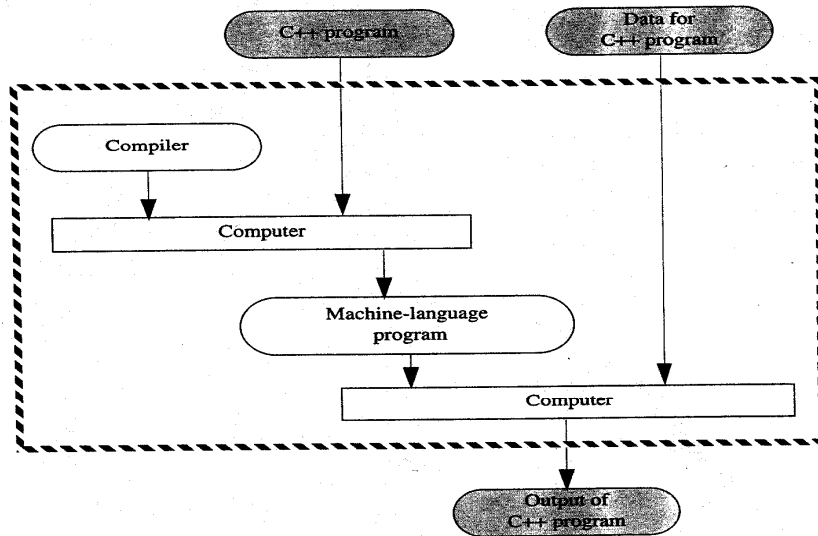 C++ program
Data for
C++ program
Compiler
Computer
Machine-language
program
Computer
Output of
C++ program